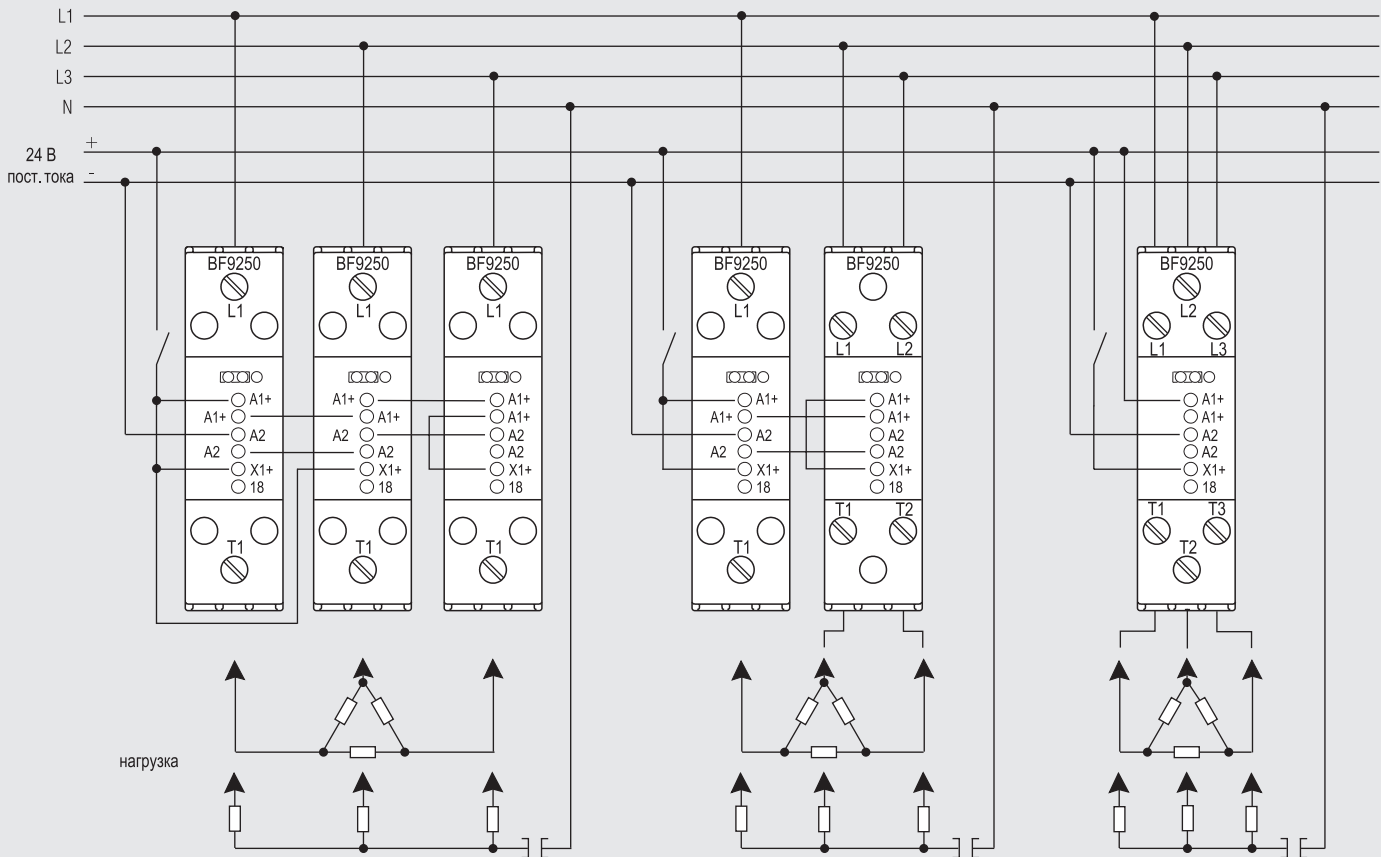 L1
L2
L3
N
+
24 В
пост. тока -
BF9250 BF9250 BF9250 BF9250 BF9250 BF9250
L1 L1 L1 L1 L2
L1 L2 L1 L3
A1+ A1+ A1+ A1+ A1+ A1+
A1+ A1+ A1+ A1+ A1+ A1+
A2 A2 A2 A2 A2 A2
A2 A2 A2 A2 A2 A2
X1+ X1+ X1+ X1+ X1+ X1+
18 18 18 18 18 18
T1 T2 T1 T3
T1 T1 T1 T1 T2
нагрузка